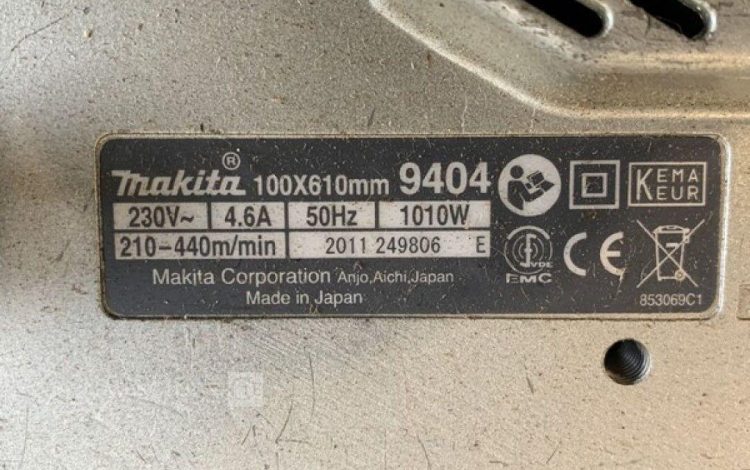 makita® 100X610mm 9404
KEMA
KEUR
230V~ 4.6A 50Hz 1010W
210-440m/min 2011 249806 E
VDE
EMC
CE
Makita Corporation Anjo,Aichi,Japan
Made in Japan
853069C1